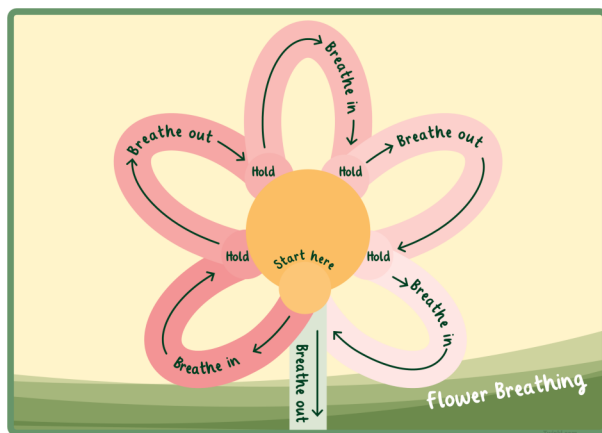 Start here
Breathe in
Hold
Breathe out
Hold
Breathe in
Hold
Breathe out
Hold
Breathe in
Breathe out
Flower Breathing